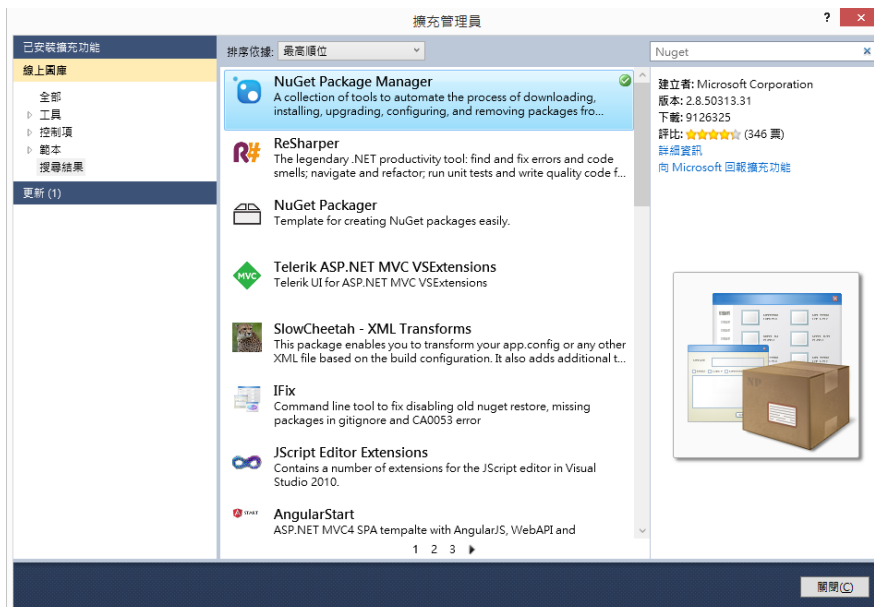 擴充管理員
?
已安裝擴充功能
線上圖庫
全部
工具
控制項
範本
搜尋結果
更新 (1)
排序依據: 最高順位
NuGet Package Manager
A collection of tools to automate the process of downloading,
installing, upgrading, configuring, and removing packages fro...
ReSharper
The legendary .NET productivity tool: find and fix errors and code
smells; navigate and refactor; run unit tests and write quality code f...
NuGet Packager
Template for creating NuGet packages easily.
MVC
Telerik ASP.NET MVC VSExtensions
Telerik UI for ASP.NET MVC VSExtensions
SlowCheetah - XML Transforms
This package enables you to transform your app.config or any other
XML file based on the build configuration. It also adds additional t...
IFix
Command line tool to fix disabling old nuget restore, missing
packages in gitignore and CA0053 error
JScript Editor Extensions
Contains a number of extensions for the JScript editor in Visual
Studio 2010.
START
AngularStart
ASP.NET MVC4 SPA tempalte with AngularJS, WebAPI and
1 2 3
Nuget
建立者: Microsoft Corporation
版本: 2.8.50313.31
下載: 9126325
評比: (346 票)
詳細資訊
向 Microsoft 回報擴充功能
關閉(C)